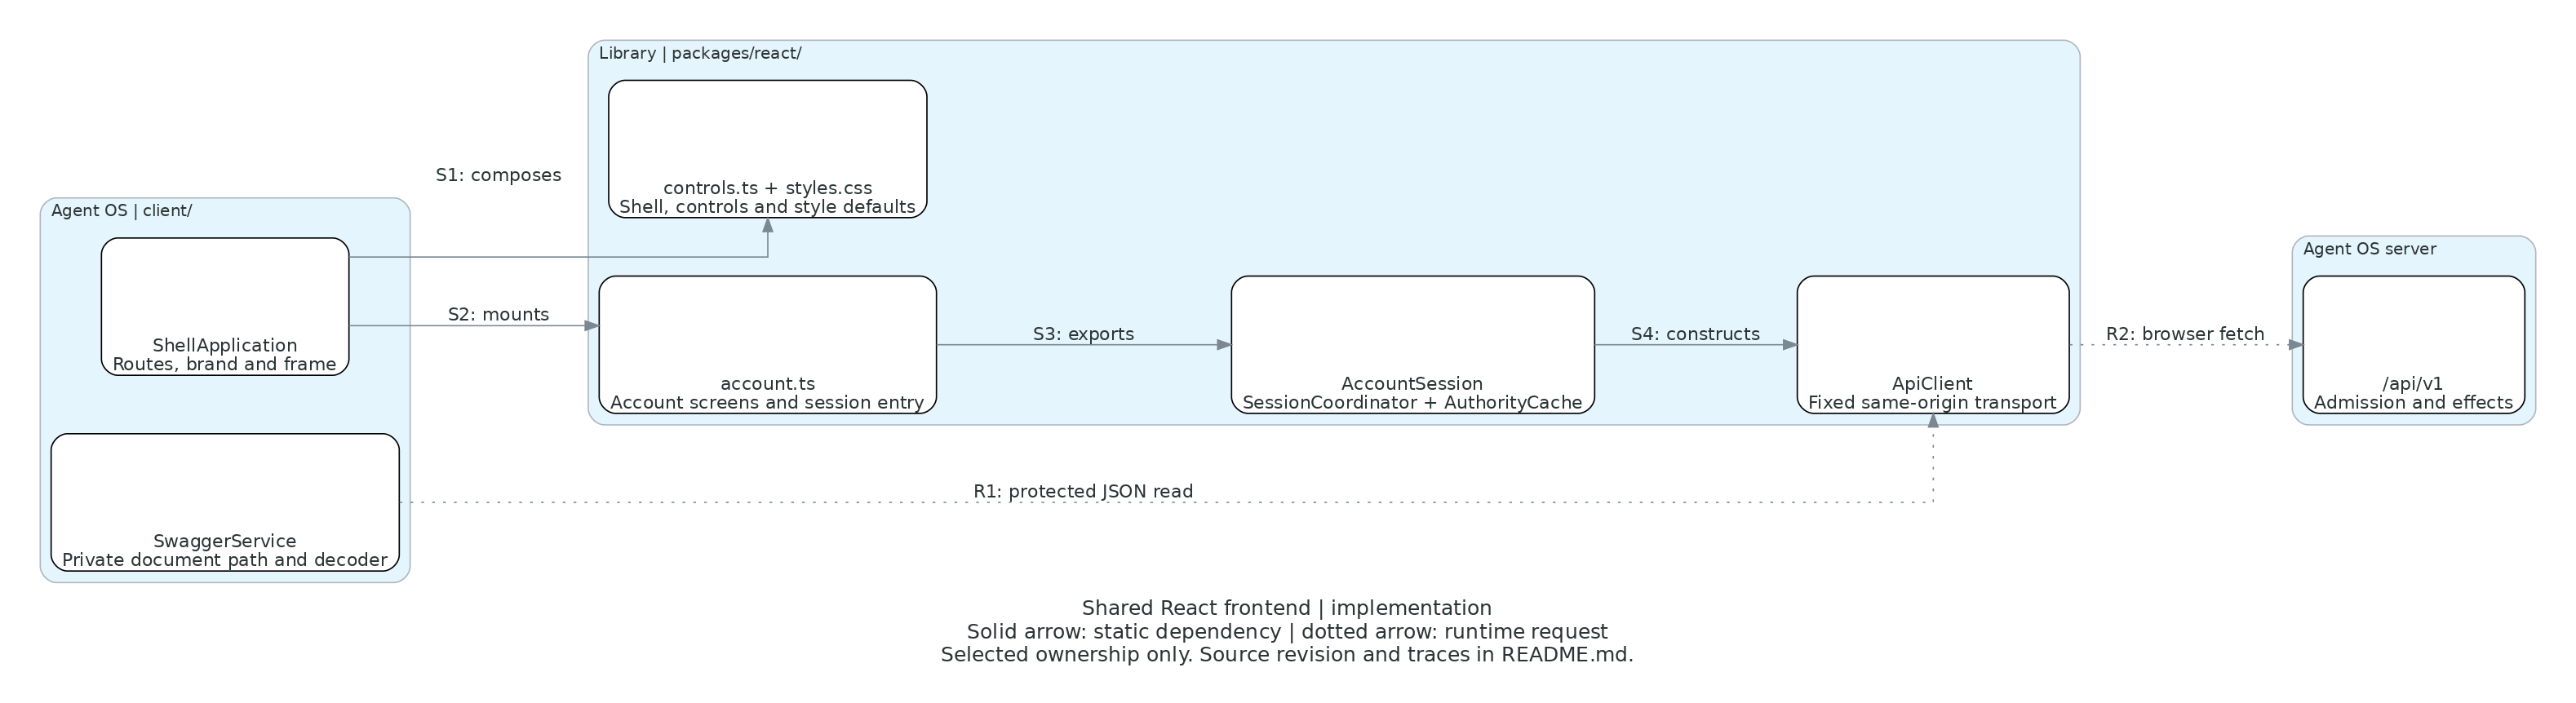 Library | packages/react/
controls.ts + styles.css
Shell, controls and style defaults
S1: composes
Agent OS | client/
ShellApplication
Routes, brand and frame
S2: mounts
account.ts
Account screens and session entry
S3: exports
AccountSession
SessionCoordinator + AuthorityCache
S4: constructs
ApiClient
Fixed same-origin transport
R2: browser fetch
Agent OS server
/api/v1
Admission and effects
SwaggerService
Private document path and decoder
R1: protected JSON read
Shared React frontend | implementation
Solid arrow: static dependency | dotted arrow: runtime request
Selected ownership only. Source revision and traces in README.md.